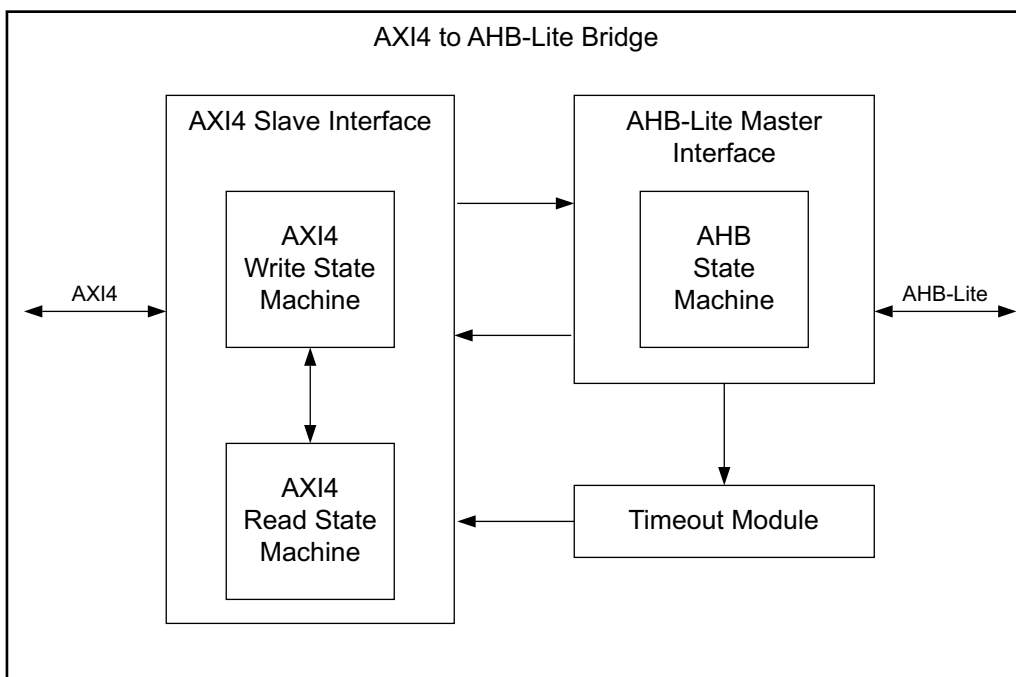 AXI4 to AHB-Lite Bridge
AXI4 Slave Interface
AHB-Lite Master
Interface
AXI4
Write State
Machine
AHB
State
Machine
AXI4
AHB-Lite
AXI4
Read State
Machine
Timeout Module